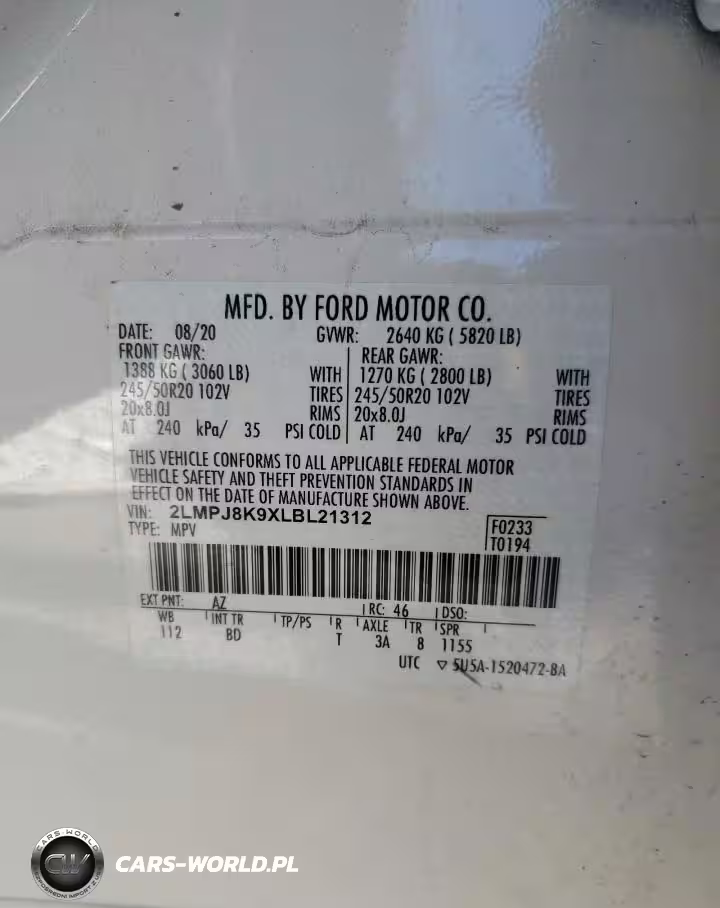 MFD. BY FORD MOTOR CO.
DATE: 08/20 GVWR: 2640 KG ( 5820 LB)
FRONT GAWR: REAR GAWR:
1388 KG ( 3060 LB) WITH 1270 KG ( 2800 LB) WITH
245/50R20 102V TIRES 245/50R20 102V TIRES
20x8.0J RIMS 20x8.0J RIMS
AT 240 kPa/ 35 PSI COLD AT 240 kPa/ 35 PSI COLD
THIS VEHICLE CONFORMS TO ALL APPLICABLE FEDERAL MOTOR
VEHICLE SAFETY AND THEFT PREVENTION STANDARDS IN
EFFECT ON THE DATE OF MANUFACTURE SHOWN ABOVE.
VIN: 2LMPJ8K9XLBL21312
TYPE: MPV
F0233
T0194
EXT PNT: AZ RC: 46 DSO:
WB INT TR TP/PS R AXLE TR SPR
112 BD T 3A 8 1155
UTC ▽ 5U5A-1520472-BA
CARS-WORLD
CW
CARS-WORLD.PL